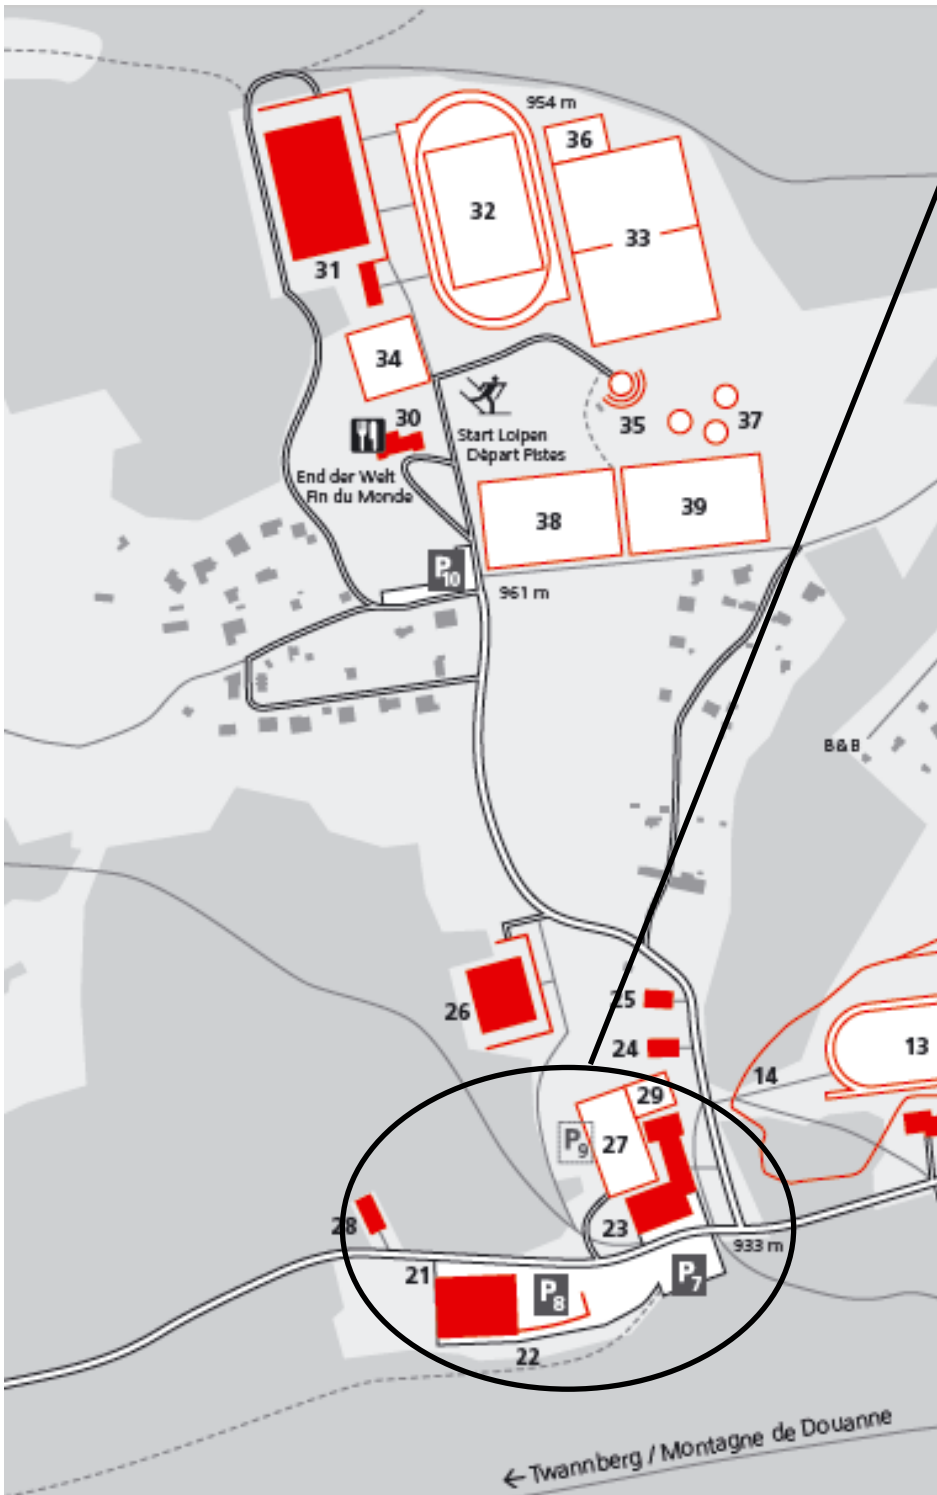 954 m
36
32
33
31
34
35
37
30
Start Loipen
Départ Pistes
End der Welt
Fin du Monde
38
39
P10
961 m
B&B
26
25
24
14
13
29
P9
27
28
23
933 m
21
P8
P7
22
← Twannberg / Montagne de Douanne